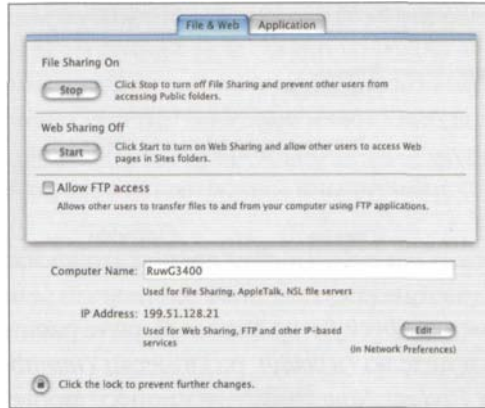 File & Web Application
File Sharing On
Stop
Click Stop to turn off File Sharing and prevent other users from
accessing Public folders.
Web Sharing Off
Start
Click Start to turn on Web Sharing and allow other users to access Web
pages in Sites folders.
Allow FTP access
Allows other users to transfer files to and from your computer using FTP applications.
Computer Name: RuwG3400
Used for File Sharing, AppleTalk, NSL file servers
IP Address: 199.51.128.21
Used for Web Sharing, FTP and other IP-based
services
Edit
(in Network Preferences)
Click the lock to prevent further changes.